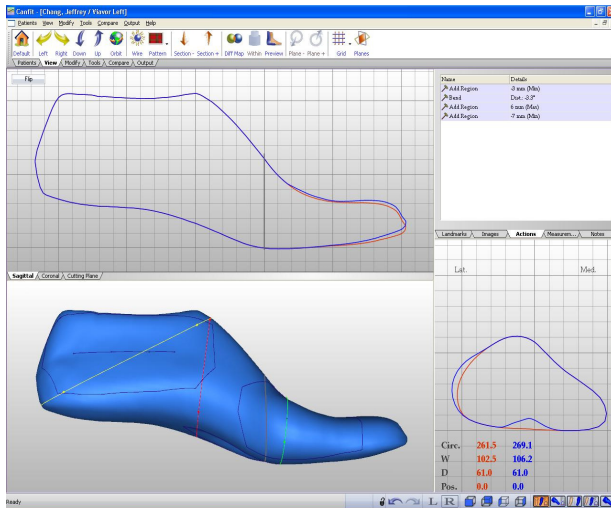 Canfit - [Chang, Jeffrey / Yiavor Left]
Patients View Modify Tools Compare Output Help
Default Left Right Down Up Orbit Wire Pattern Section - Section + Diff Map Within Preview Plane - Plane + Grid Planes
Patients View Modify Tools Compare Output
Flip
Name Details
Add Region -3 mm (Min)
Bend Dist.: -3.3°
Add Region 6 mm (Min)
Add Region -7 mm (Min)
Landmarks Images Actions Measurem... Notes
Sagittal Coronal Cutting Plane
Lat. Med.
Circ. 261.5 269.1
W 102.5 106.2
D 61.0 61.0
Pos. 0.0 0.0
Ready
L R